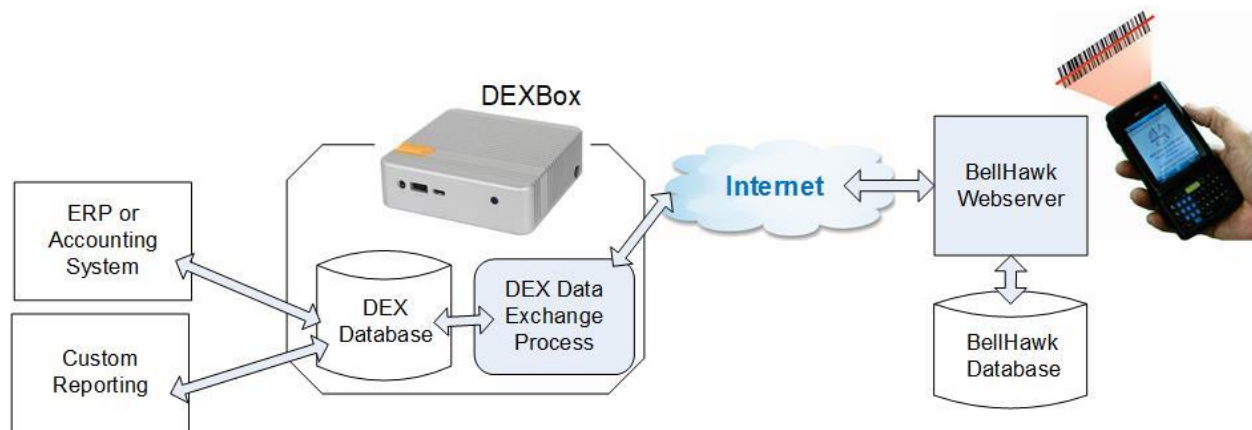 DEXBox
ERP or
Accounting
System
Custom
Reporting
DEX
Database
DEX Data
Exchange
Process
Internet
BellHawk
Webserver
BellHawk
Database